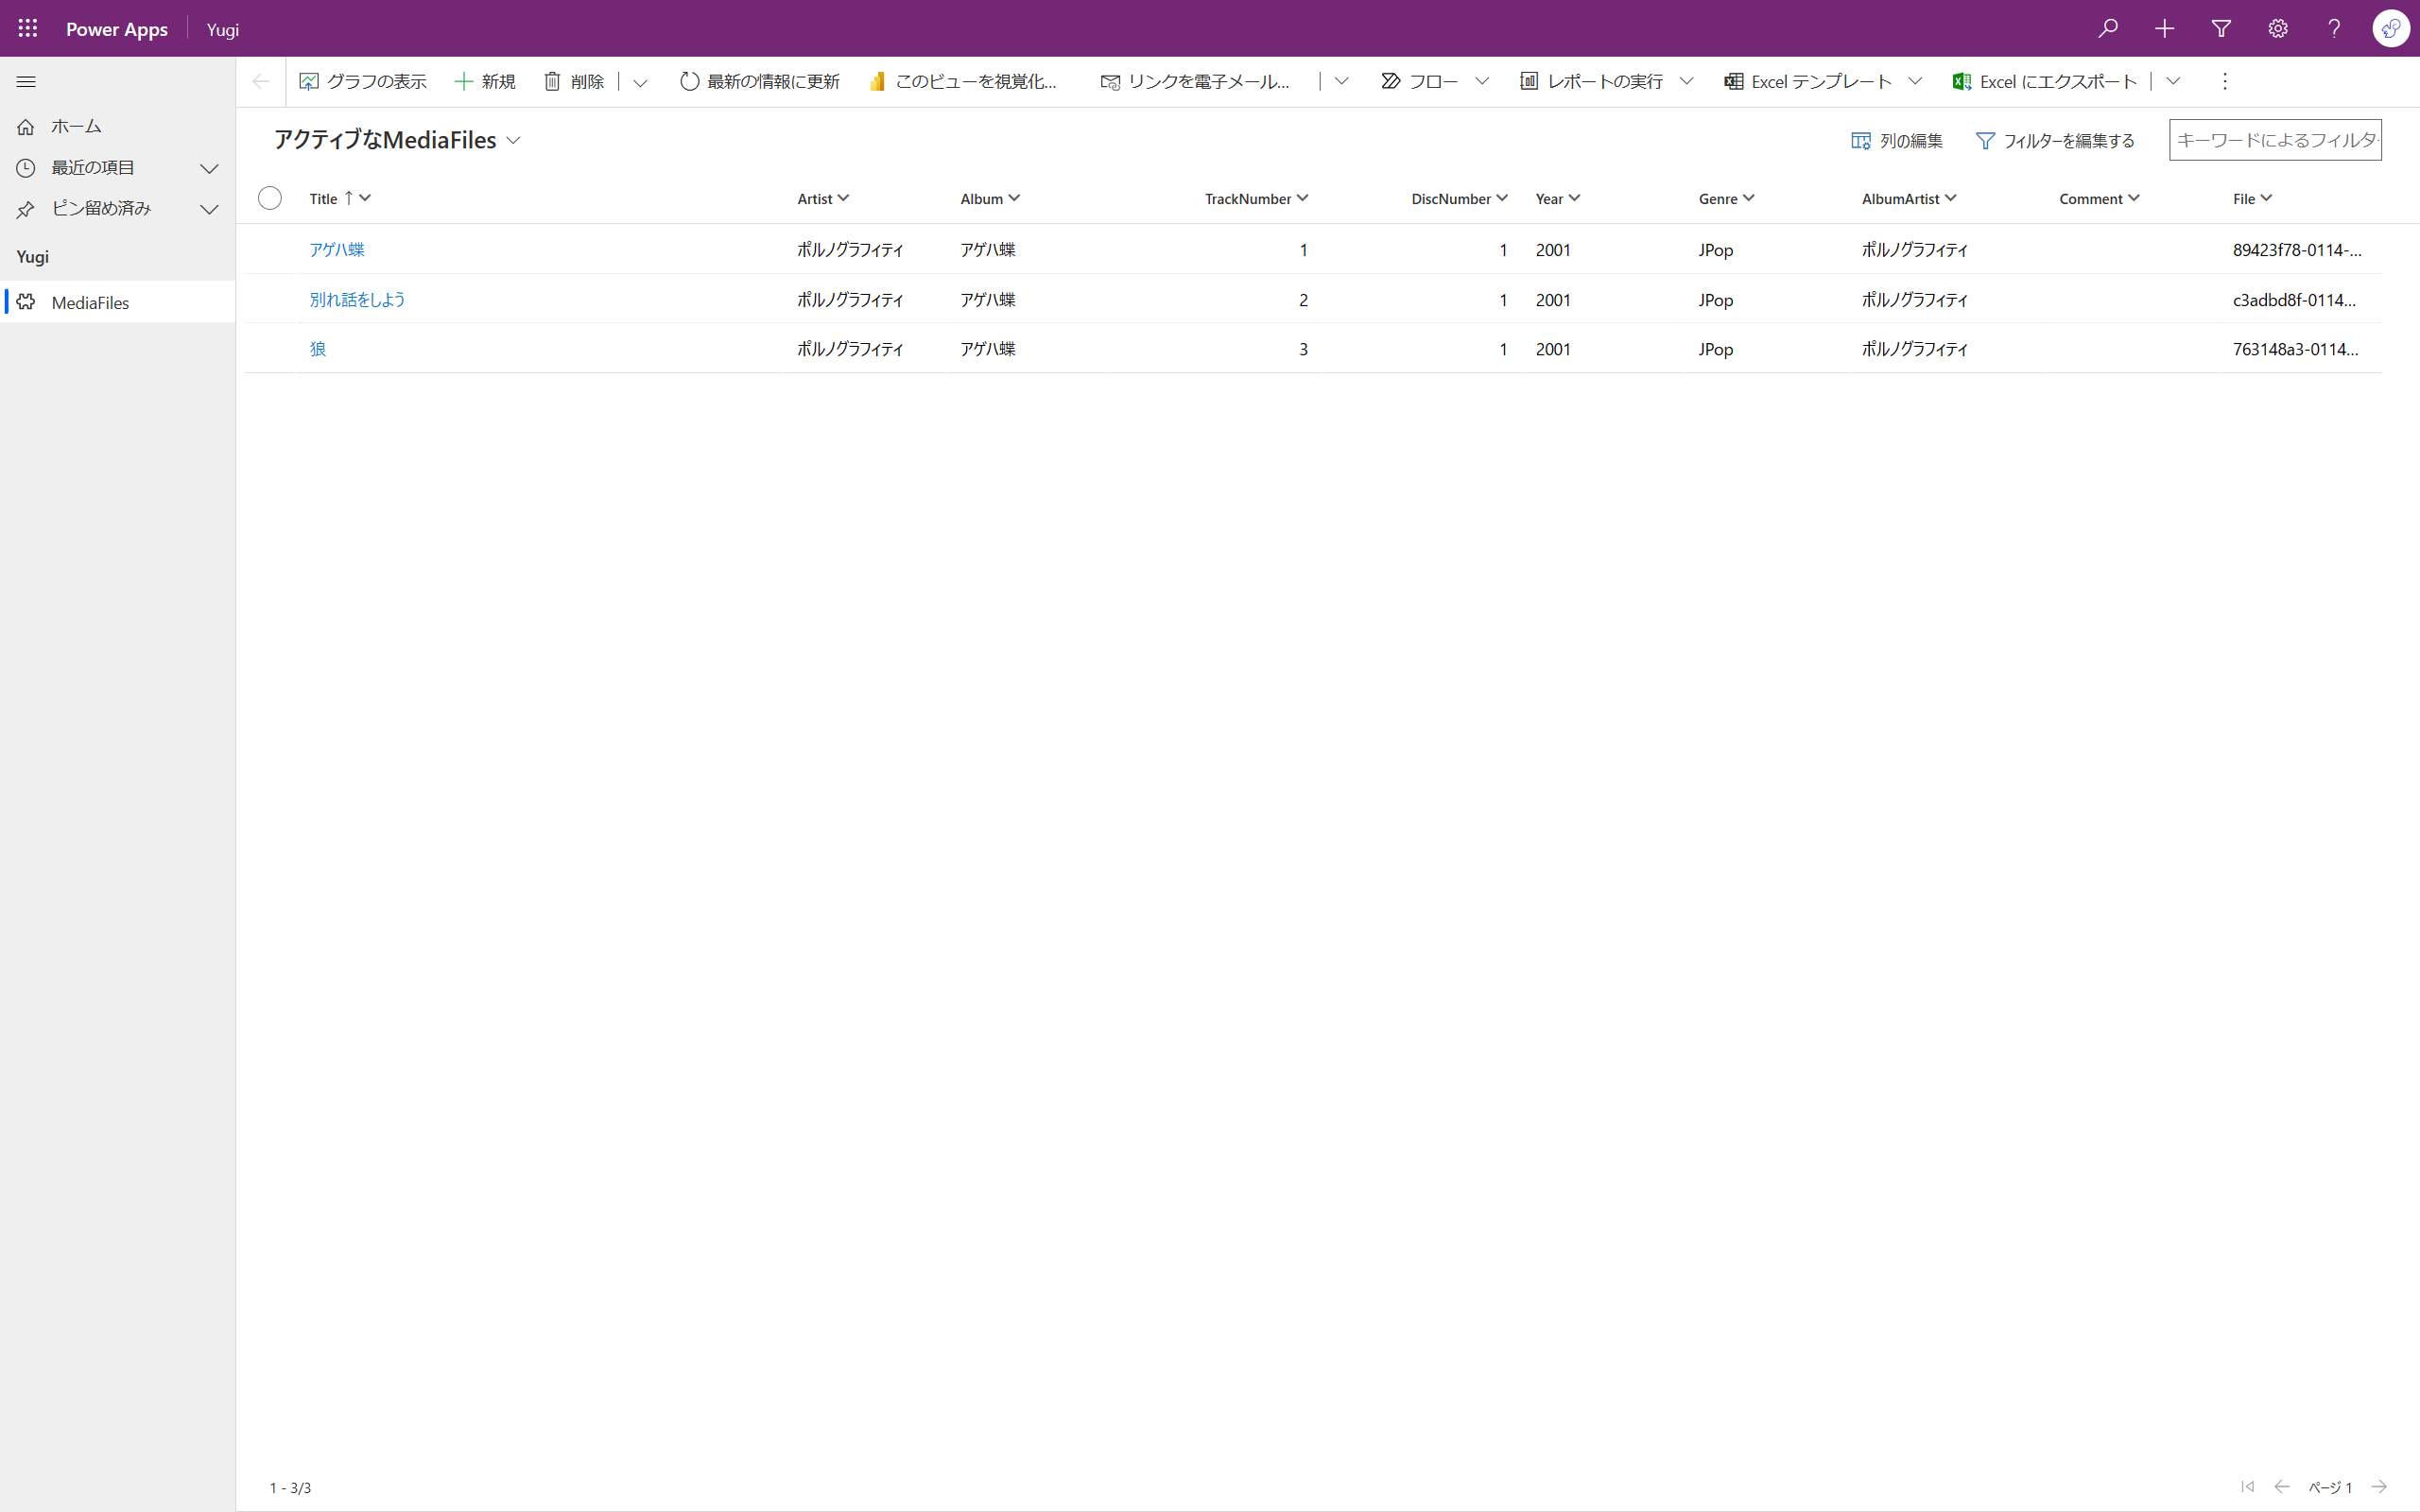 Power Apps Yugi
グラフの表示 新規 削除 最新の情報に更新 このビューを視覚化... リンクを電子メール... フロー レポートの実行 Excel テンプレート Excel にエクスポート
ホーム
最近の項目
ピン留め済み
Yugi
MediaFiles
アクティブなMediaFiles 列の編集 フィルターを編集する キーワードによるフィルター
Title Artist Album TrackNumber DiscNumber Year Genre AlbumArtist Comment File
アゲハ蝶 ポルノグラフィティ アゲハ蝶 1 1 2001 JPop ポルノグラフィティ 89423f78-0114-...
別れ話をしよう ポルノグラフィティ アゲハ蝶 2 1 2001 JPop ポルノグラフィティ c3adbd8f-0114...
狼 ポルノグラフィティ アゲハ蝶 3 1 2001 JPop ポルノグラフィティ 763148a3-0114...
1 - 3/3 ページ 1